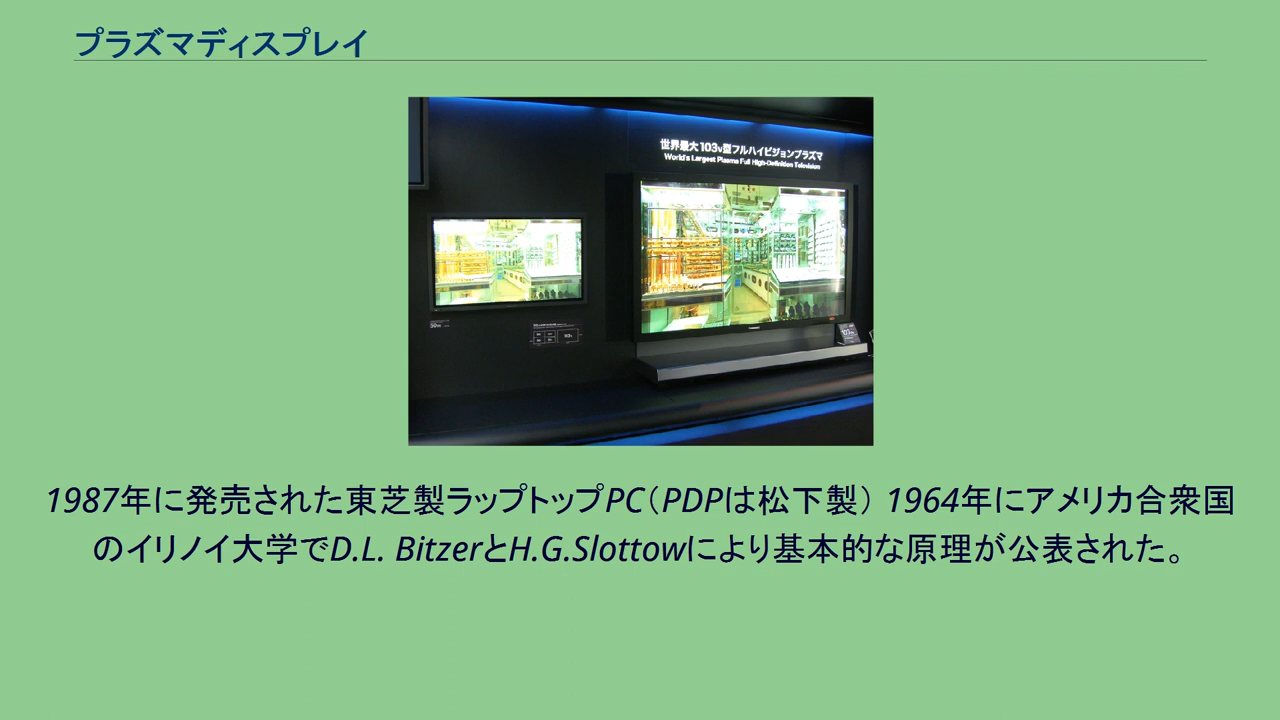 プラズマディスプレイ
世界最大103v型フルハイビジョンプラズマ
World's Largest Plasma Full High-Definition Television
1987年に発売された東芝製ラップトップPC（PDPは松下製） 1964年にアメリカ合衆国
のイリノイ大学でD.L. BitzerとH.G.Slottowにより基本的な原理が公表された。